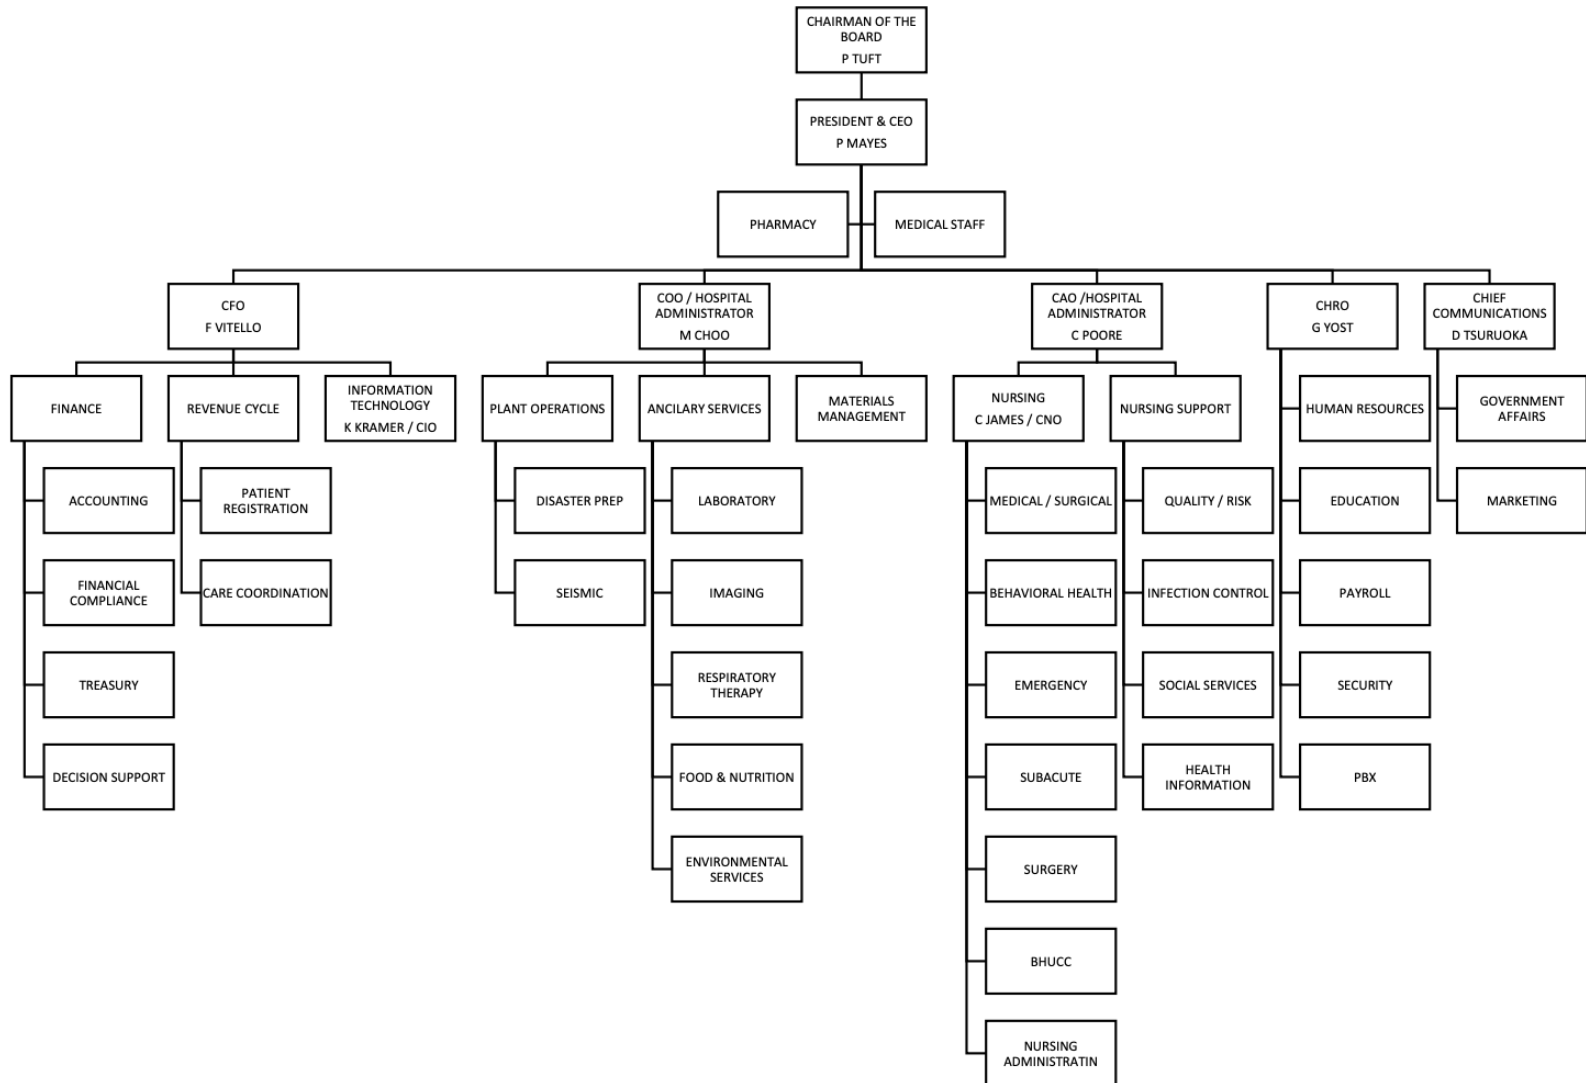 CHAIRMAN OF THE
BOARD
P TUFT
PRESIDENT & CEO
P MAYES
PHARMACY
MEDICAL STAFF
CFO
F VITELLO
COO / HOSPITAL
ADMINISTRATOR
M CHOO
CAO /HOSPITAL
ADMINISTRATOR
C POORE
CHRO
G YOST
CHIEF
COMMUNICATIONS
D TSURUOKA
FINANCE
REVENUE CYCLE
INFORMATION
TECHNOLOGY
K KRAMER / CIO
PLANT OPERATIONS
ANCILARY SERVICES
MATERIALS
MANAGEMENT
NURSING
C JAMES / CNO
NURSING SUPPORT
HUMAN RESOURCES
GOVERNMENT
AFFAIRS
ACCOUNTING
PATIENT
REGISTRATION
DISASTER PREP
LABORATORY
MEDICAL / SURGICAL
QUALITY / RISK
EDUCATION
MARKETING
FINANCIAL
COMPLIANCE
CARE COORDINATION
SEISMIC
IMAGING
BEHAVIORAL HEALTH
INFECTION CONTROL
PAYROLL
TREASURY
RESPIRATORY
THERAPY
EMERGENCY
SOCIAL SERVICES
SECURITY
DECISION SUPPORT
FOOD & NUTRITION
SUBACUTE
HEALTH
INFORMATION
PBX
ENVIRONMENTAL
SERVICES
SURGERY
BHUCC
NURSING
ADMINISTRATIN